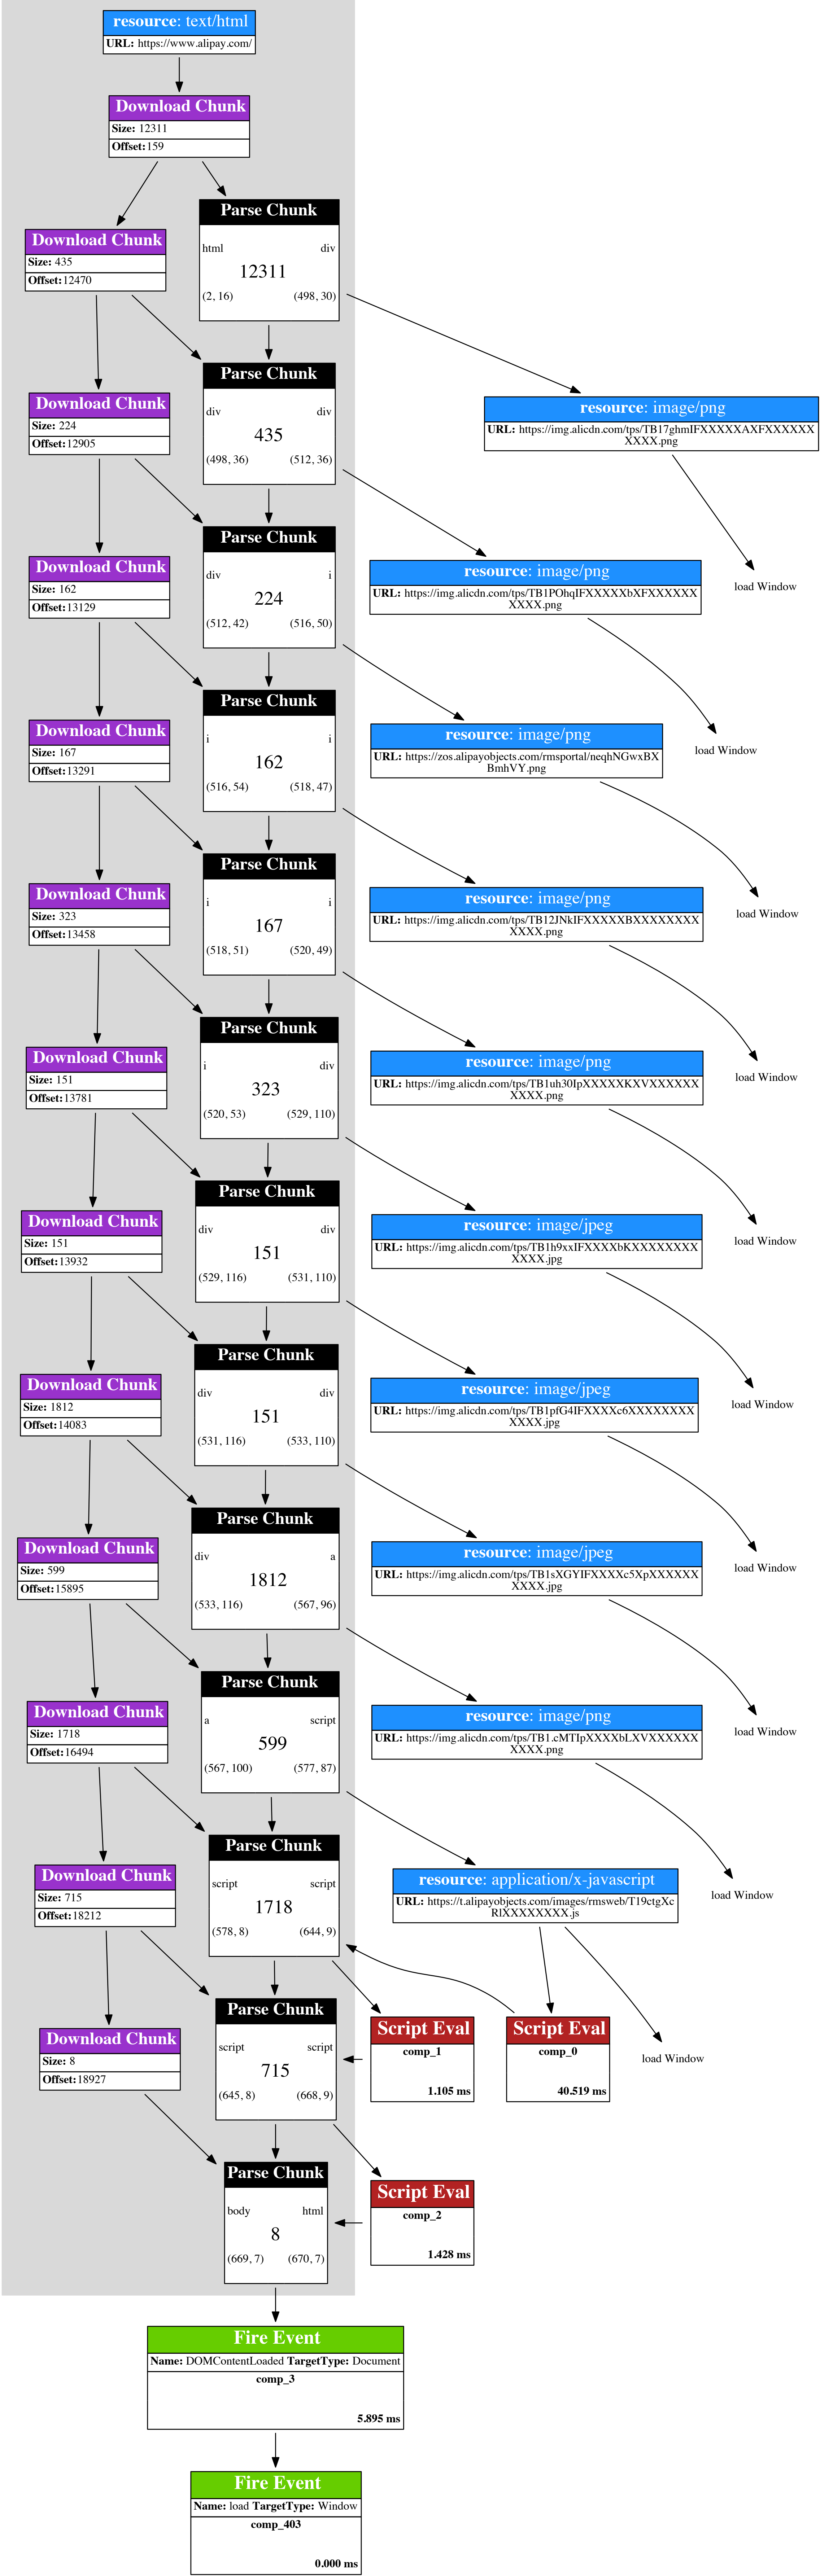 resource: text/html
URL: https://www.alipay.com/
Download Chunk
Size: 12311
Offset:159
Parse Chunk
html div
12311
(2, 16) (498, 30)
Download Chunk
Size: 435
Offset:12470
Parse Chunk
div div
435
(498, 36) (512, 36)
Download Chunk
Size: 224
Offset:12905
resource: image/png
URL: https://img.alicdn.com/tps/TB17ghmIFXXXXXAXFXXXXXX
XXXX.png
Parse Chunk
div i
224
(512, 42) (516, 50)
Download Chunk
Size: 162
Offset:13129
resource: image/png
URL: https://img.alicdn.com/tps/TB1POhqIFXXXXXbXFXXXXXX
XXXX.png
load Window
Parse Chunk
i i
162
(516, 54) (518, 47)
Download Chunk
Size: 167
Offset:13291
resource: image/png
URL: https://zos.alipayobjects.com/rmsportal/neqhNGwxBX
BmhVY.png
load Window
Parse Chunk
i i
167
(518, 51) (520, 49)
Download Chunk
Size: 323
Offset:13458
resource: image/png
URL: https://img.alicdn.com/tps/TB12JNkIFXXXXXBXXXXXXXX
XXXX.png
load Window
Parse Chunk
i div
323
(520, 53) (529, 110)
Download Chunk
Size: 151
Offset:13781
resource: image/png
URL: https://img.alicdn.com/tps/TB1uh30IpXXXXXKXVXXXXXX
XXXX.png
load Window
Parse Chunk
div div
151
(529, 116) (531, 110)
Download Chunk
Size: 151
Offset:13932
resource: image/jpeg
URL: https://img.alicdn.com/tps/TB1h9xxIFXXXXbKXXXXXXXX
XXXX.jpg
load Window
Parse Chunk
div div
151
(531, 116) (533, 110)
Download Chunk
Size: 1812
Offset:14083
resource: image/jpeg
URL: https://img.alicdn.com/tps/TB1pfG4IFXXXXc6XXXXXXXX
XXXX.jpg
load Window
Parse Chunk
div a
1812
(533, 116) (567, 96)
Download Chunk
Size: 599
Offset:15895
resource: image/jpeg
URL: https://img.alicdn.com/tps/TB1sXGYIFXXXXc5XpXXXXXX
XXXX.jpg
load Window
Parse Chunk
a script
599
(567, 100) (577, 87)
Download Chunk
Size: 1718
Offset:16494
resource: image/png
URL: https://img.alicdn.com/tps/TB1.cMTIpXXXXbLXVXXXXXX
XXXX.png
load Window
Parse Chunk
script script
1718
(578, 8) (644, 9)
Download Chunk
Size: 715
Offset:18212
resource: application/x-javascript
URL: https://t.alipayobjects.com/images/rmsweb/T19ctgXc
RlXXXXXXXX.js
load Window
Parse Chunk
script script
715
(645, 8) (668, 9)
Download Chunk
Size: 8
Offset:18927
Script Eval
comp_1
1.105 ms
Script Eval
comp_0
40.519 ms
load Window
Parse Chunk
body html
8
(669, 7) (670, 7)
Script Eval
comp_2
1.428 ms
Fire Event
Name: DOMContentLoaded TargetType: Document
comp_3
5.895 ms
Fire Event
Name: load TargetType: Window
comp_403
0.000 ms